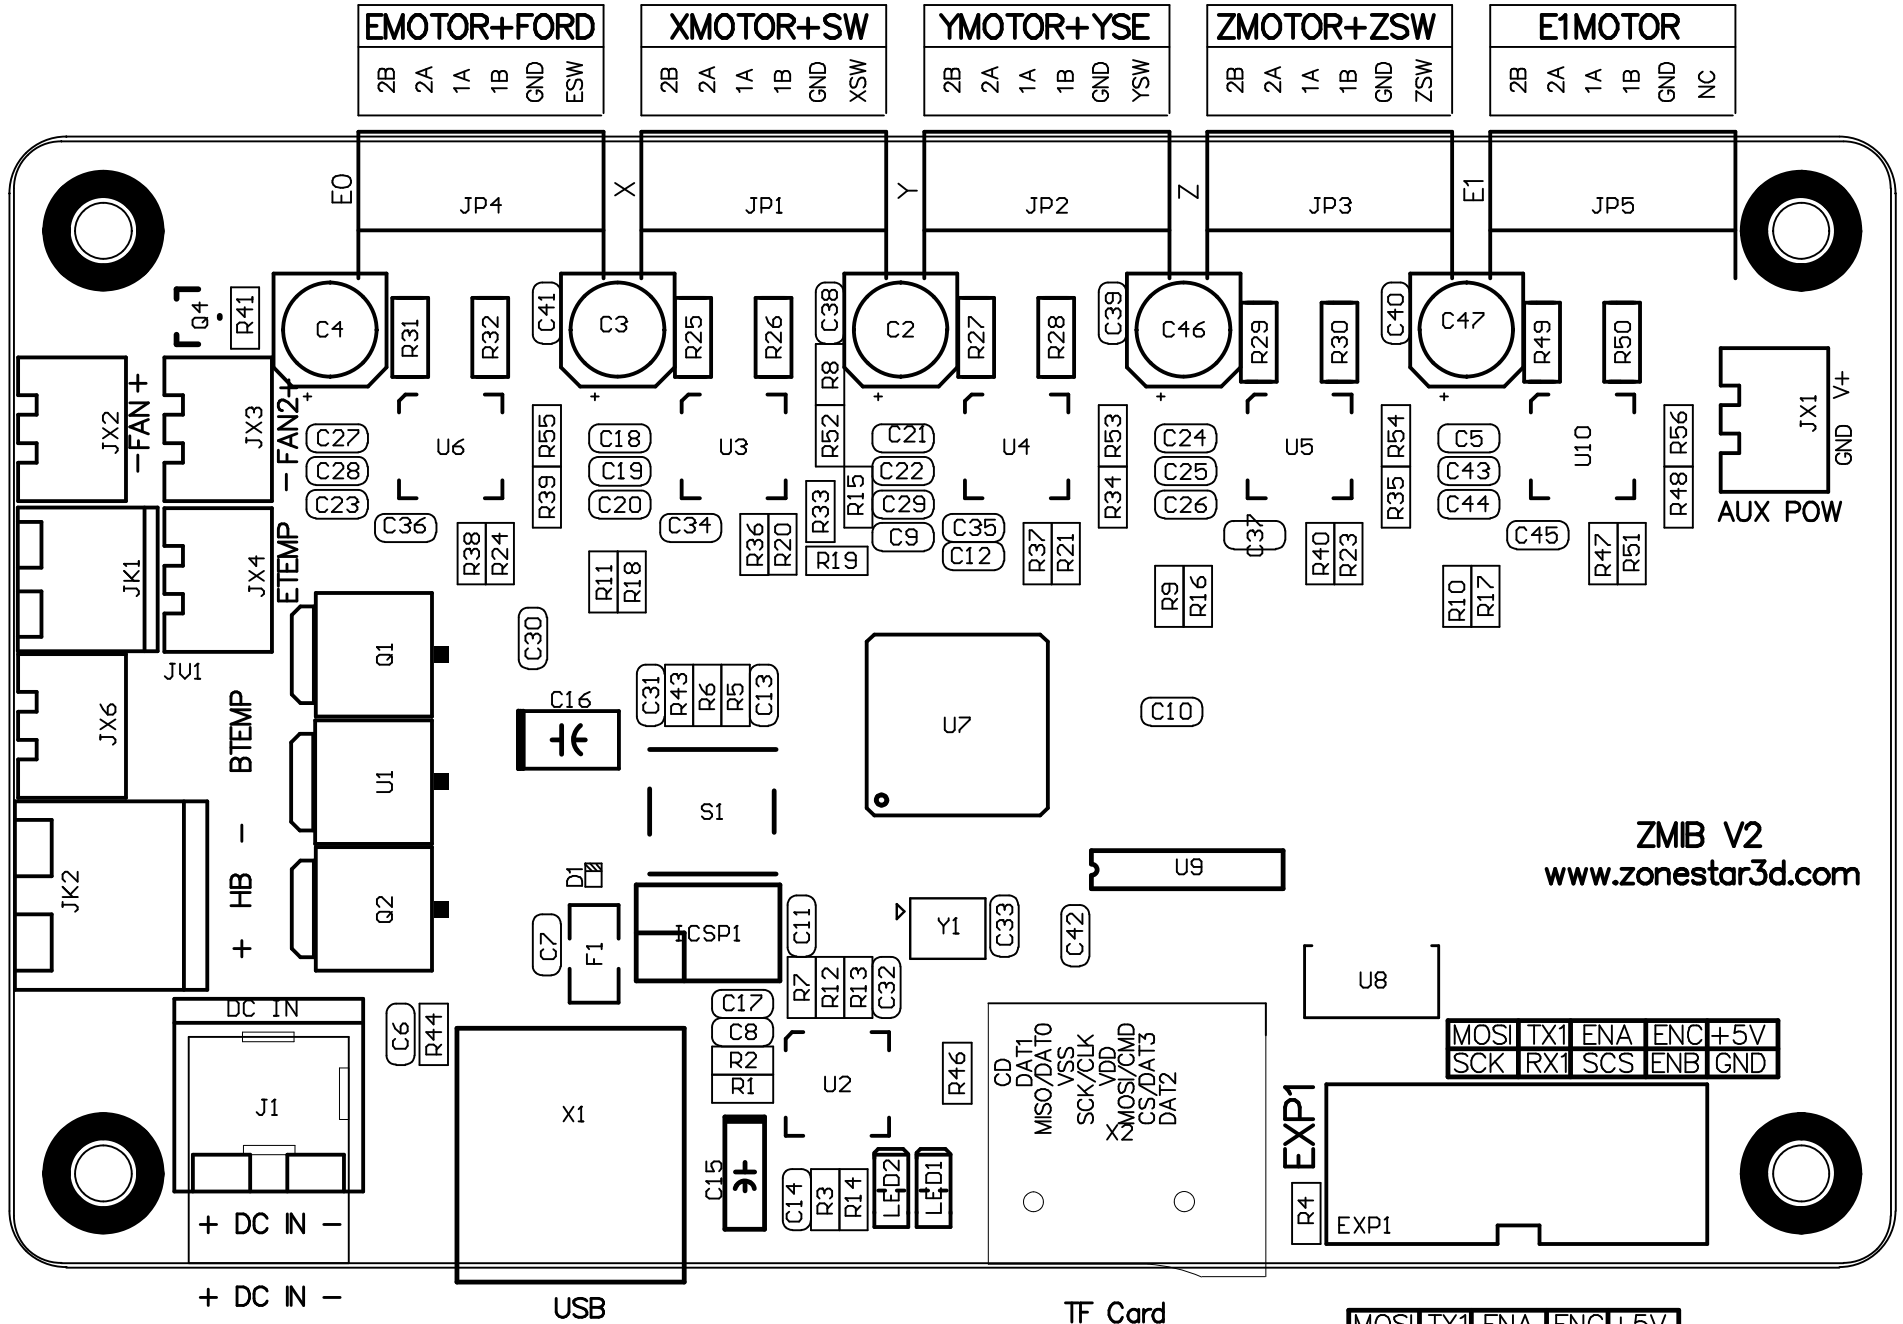 EMOTOR+FORD XMOTOR+SW YMOTOR+YSE ZMOTOR+ZSW E1MOTOR
2B 2A 1A 1B GND ESW
2B 2A 1A 1B GND XSW
2B 2A 1A 1B GND YSW
2B 2A 1A 1B GND ZSW
2B 2A 1A 1B GND NC
E0 JP4 X JP1 Y JP2 Z JP3 E1 JP5
Q4 R41 C4 R31 R32 C41 C3 R25 R26 C38 C2 R27 R28 C39 C46 R29 R30 C40 C47 R49 R50
+ + + + +
R8
JX2 -FAN+ JX3 -FAN2+ JX1 V+ GND
C27 U6 R55 C18 U3 R52 C21 U4 R53 C24 U5 R54 C5 U10 R56
C28 C19 C22 C25 C43
C23 R39 C20 R33 R15 C29 R34 C26 R35 C44 R48
AUX POW
C36 C34 C9 C35 C37 C45
R38 R24 R36 R20 R19 C12 R37 R21 R40 R23 R47 R51
JK1 JX4 ETEMP R11 R18 R9 R16 R10 R17
JV1 Q1 C30
JX6 BTEMP C16 C31 R43 R6 R5 C13 U7 C10
U1 S1
ZMIB V2
www.zonestar3d.com
JK2 + HB - Q2 D1 U9
C7 F1 ICSP1 C11 Y1 C33 C42
R7 R12 R13 C32 U8
DC IN C6 R44 C17
C8
R2
R1
U2 R46
CD
DAT1
MISO/DAT0
VSS
SCK/CLK
VDD
MOSI/CMD
CS/DAT3
DAT2
X2
MOSI TX1 ENA ENC +5V
SCK RX1 SCS ENB GND
J1 X1 EXP1
C15 C14 R3 R14 LED2 LED1 R4 EXP1
+ DC IN -
+ DC IN -
USB TF Card
MOSI TX1 ENA ENC +5V